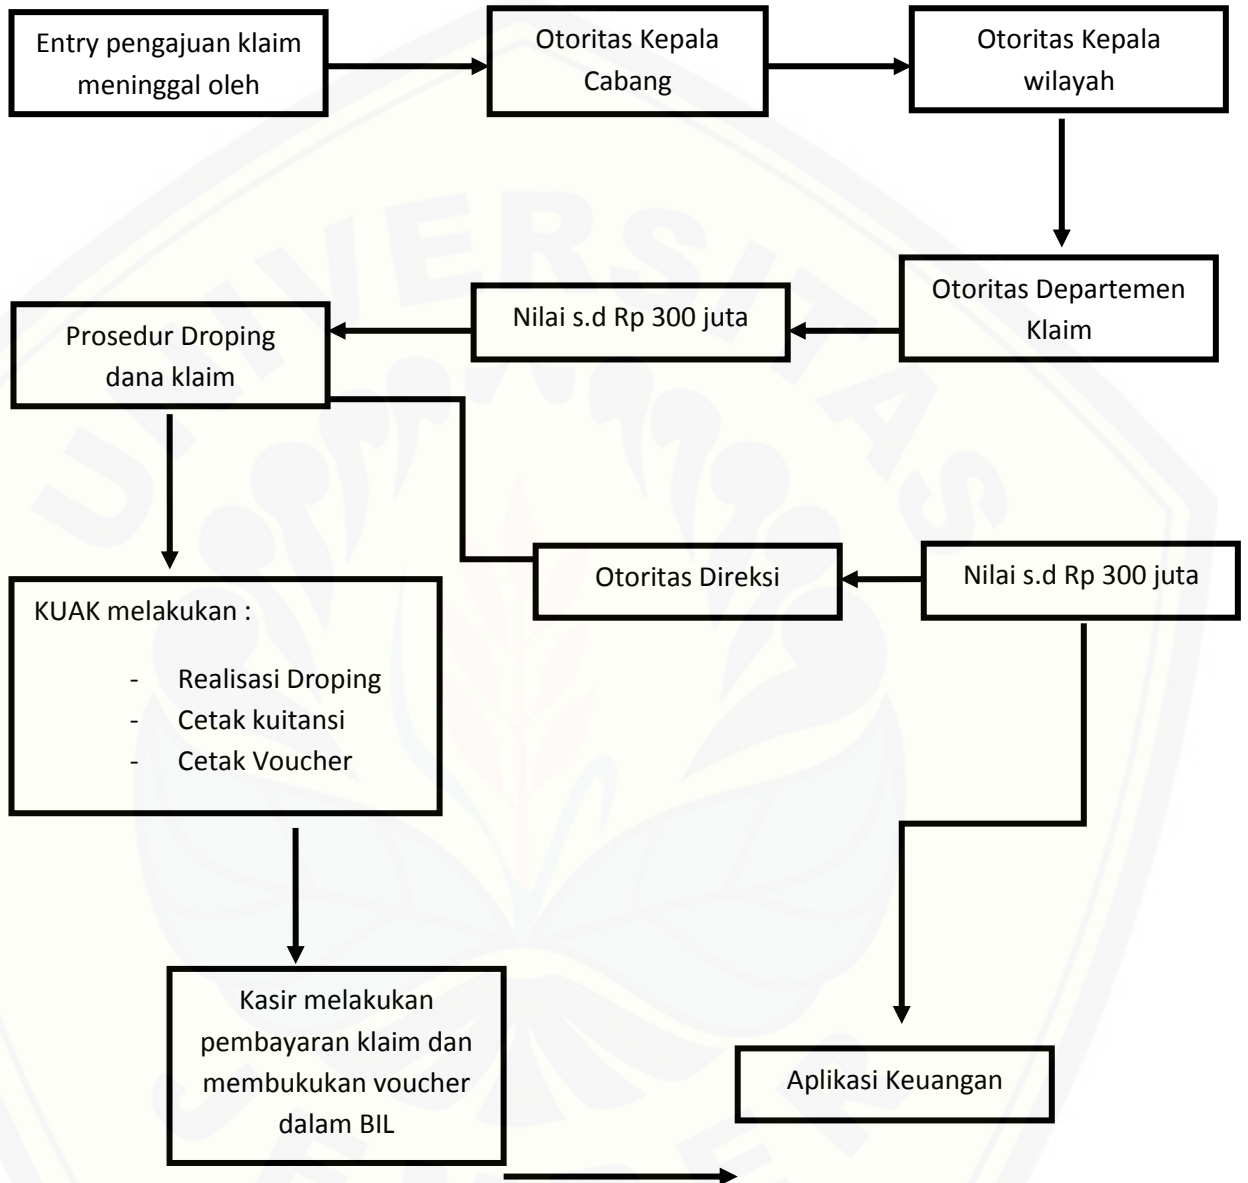 Entry pengajuan klaim
meninggal oleh
Otoritas Kepala
Cabang
Otoritas Kepala
wilayah
Otoritas Departemen
Klaim
Nilai s.d Rp 300 juta
Prosedur Droping
dana klaim
Otoritas Direksi
Nilai s.d Rp 300 juta
KUAK melakukan :
- Realisasi Droping
- Cetak kuitansi
- Cetak Voucher
Kasir melakukan
pembayaran klaim dan
membukukan voucher
dalam BIL
Aplikasi Keuangan
UNIVERSITAS
JEMBER